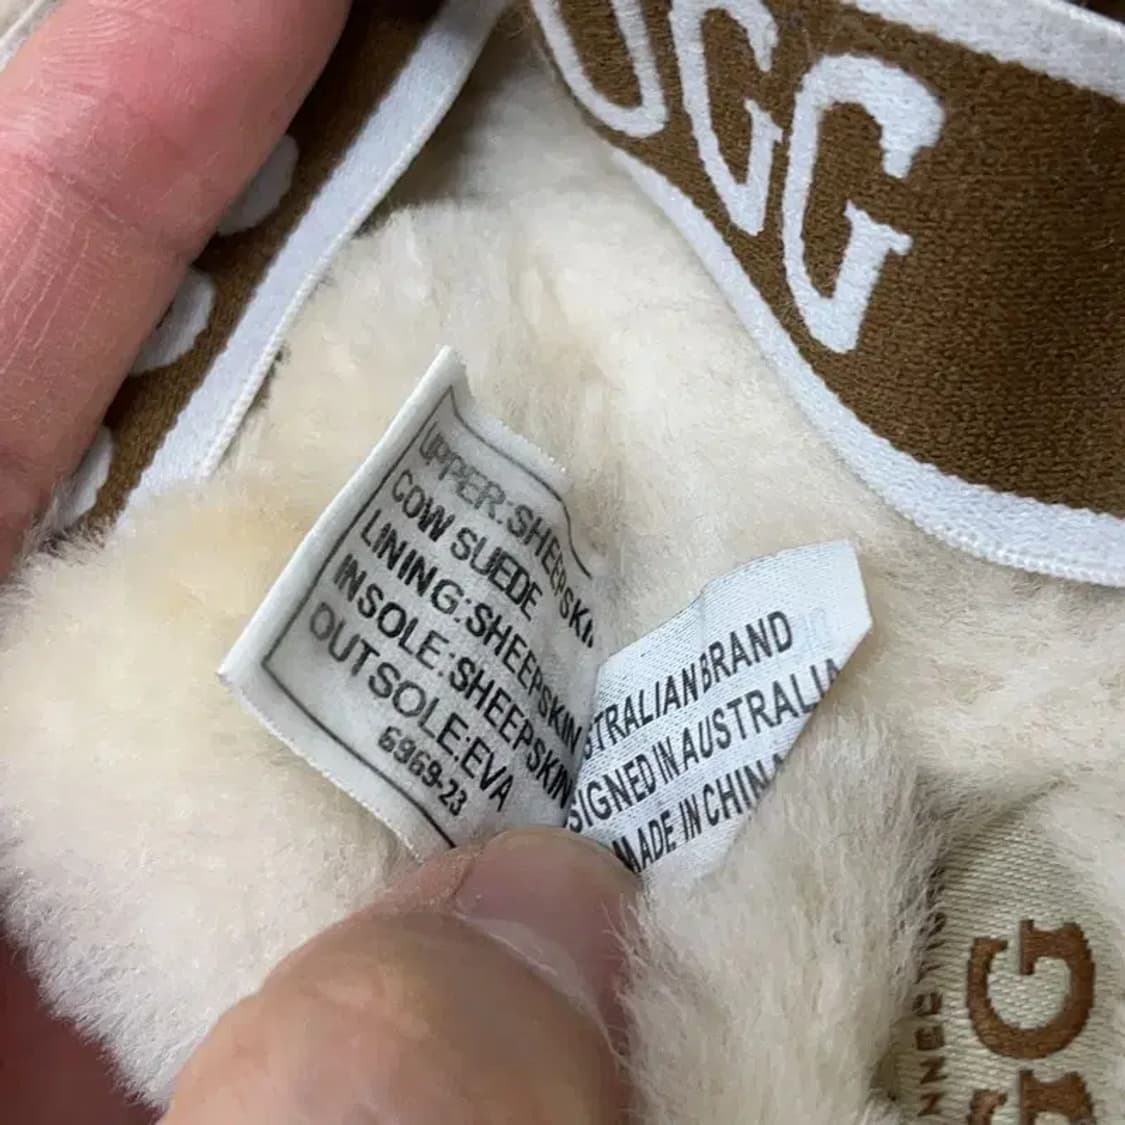 UGG
UPPER:SHEEPSKIN
COW SUEDE
LINING:SHEEPSKIN
INSOLE:SHEEPSKIN
OUTSOLE:EVA
6969-23
STRALIAN BRAND
SIGNED IN AUSTRALIA
MADE IN CHINA
GG